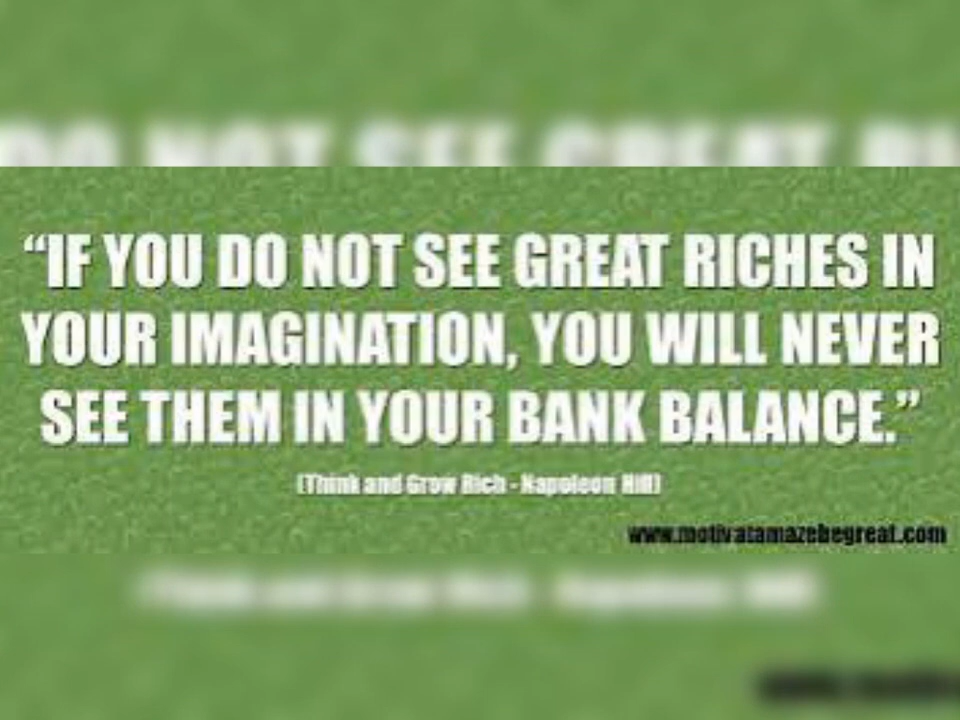 “IF YOU DO NOT SEE GREAT RICHES IN
YOUR IMAGINATION, YOU WILL NEVER
SEE THEM IN YOUR BANK BALANCE.”
(Think and Grow Rich - Napoleon Hill)
www.motivatamazebegreat.com